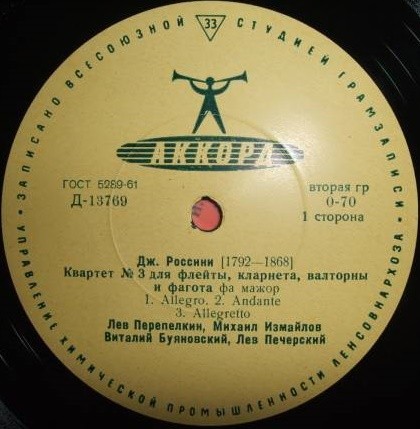 ЗАПИСАНО ВСЕСОЮЗНОЙ СТУДИЕЙ ГРАМЗАПИСИ
33
АККОРД
ГОСТ 5289-61
Д-13769
вторая гр
0-70
1 сторона
Дж. Россини [1792—1868]
Квартет № 3 для флейты, кларнета, валторны
и фагота фа мажор
1. Allegro. 2. Andante
3. Allegretto
Лев Перепелкин, Михаил Измайлов
Виталий Буяновский, Лев Печерский
УПРАВЛЕНИЕ ХИМИЧЕСКОЙ ПРОМЫШЛЕННОСТИ ЛЕНСОВНАРХОЗА